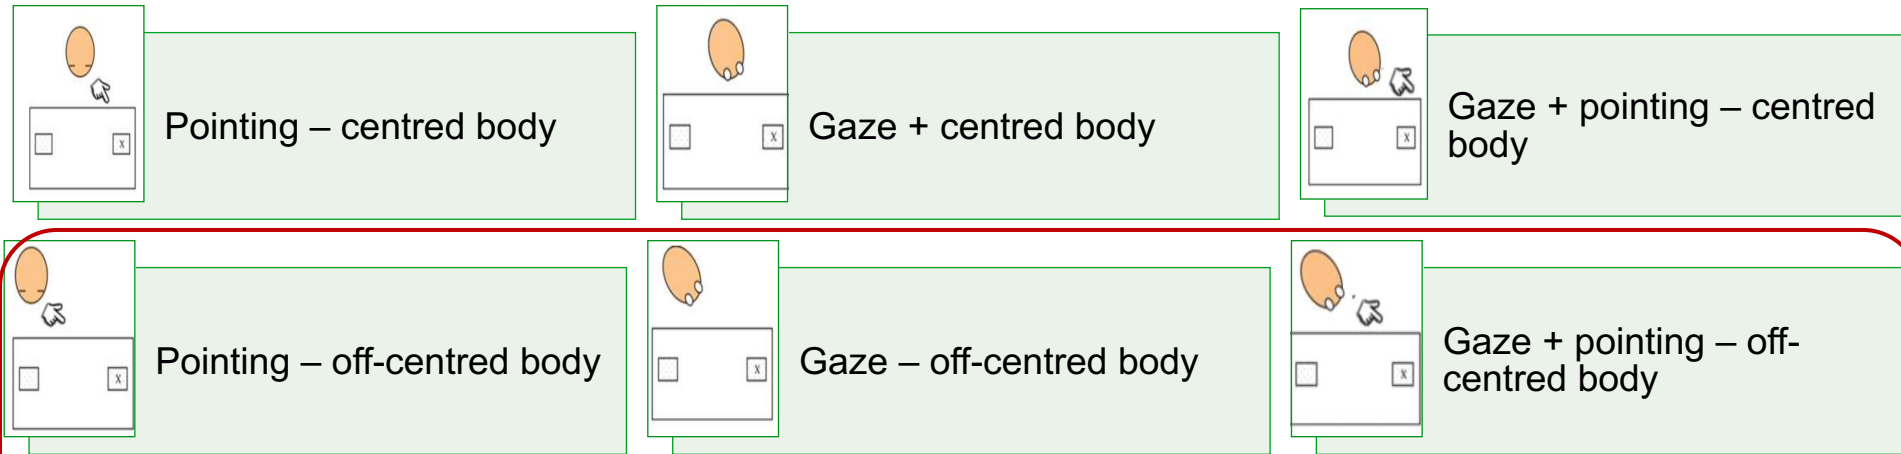 Pointing – centred body
X
Gaze + centred body
X
Gaze + pointing – centred
body
X
Pointing – off-centred body
X
Gaze – off-centred body
X
Gaze + pointing – off-
centred body
X